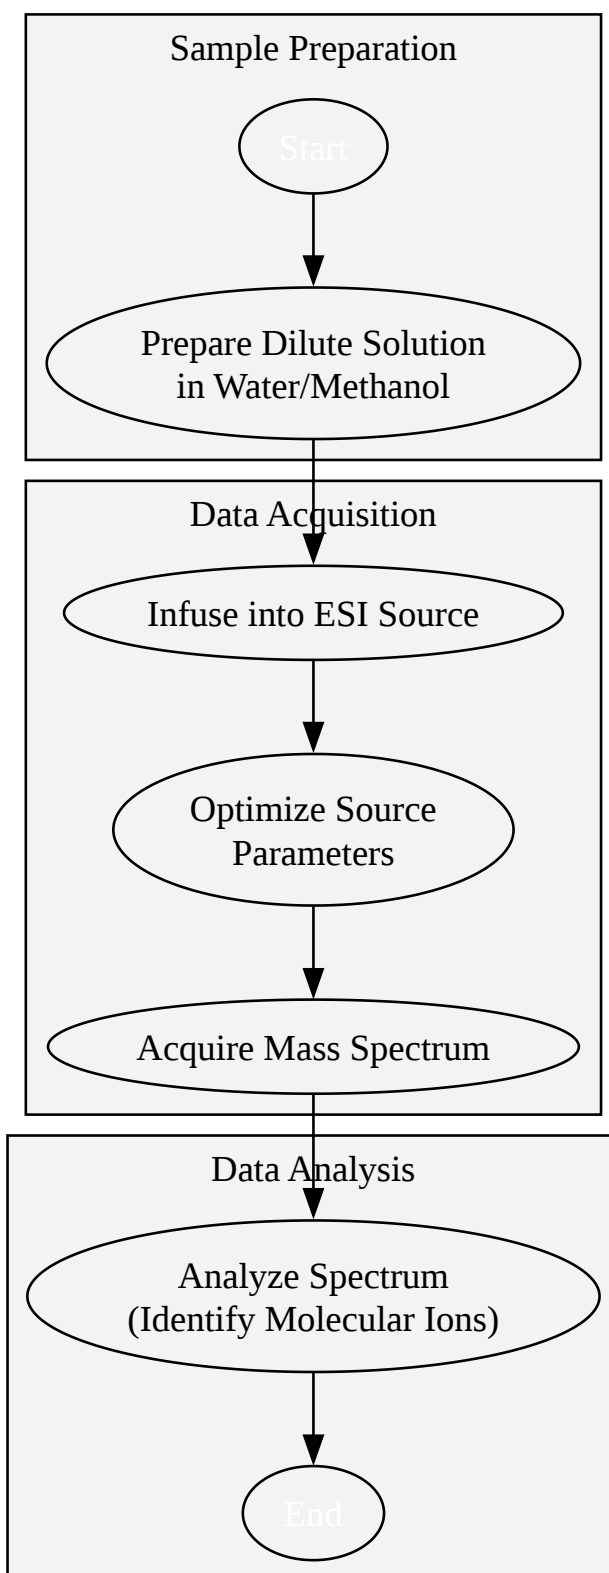 Sample Preparation
Start
Prepare Dilute Solution
in Water/Methanol
Data Acquisition
Infuse into ESI Source
Optimize Source
Parameters
Acquire Mass Spectrum
Data Analysis
Analyze Spectrum
(Identify Molecular Ions)
End